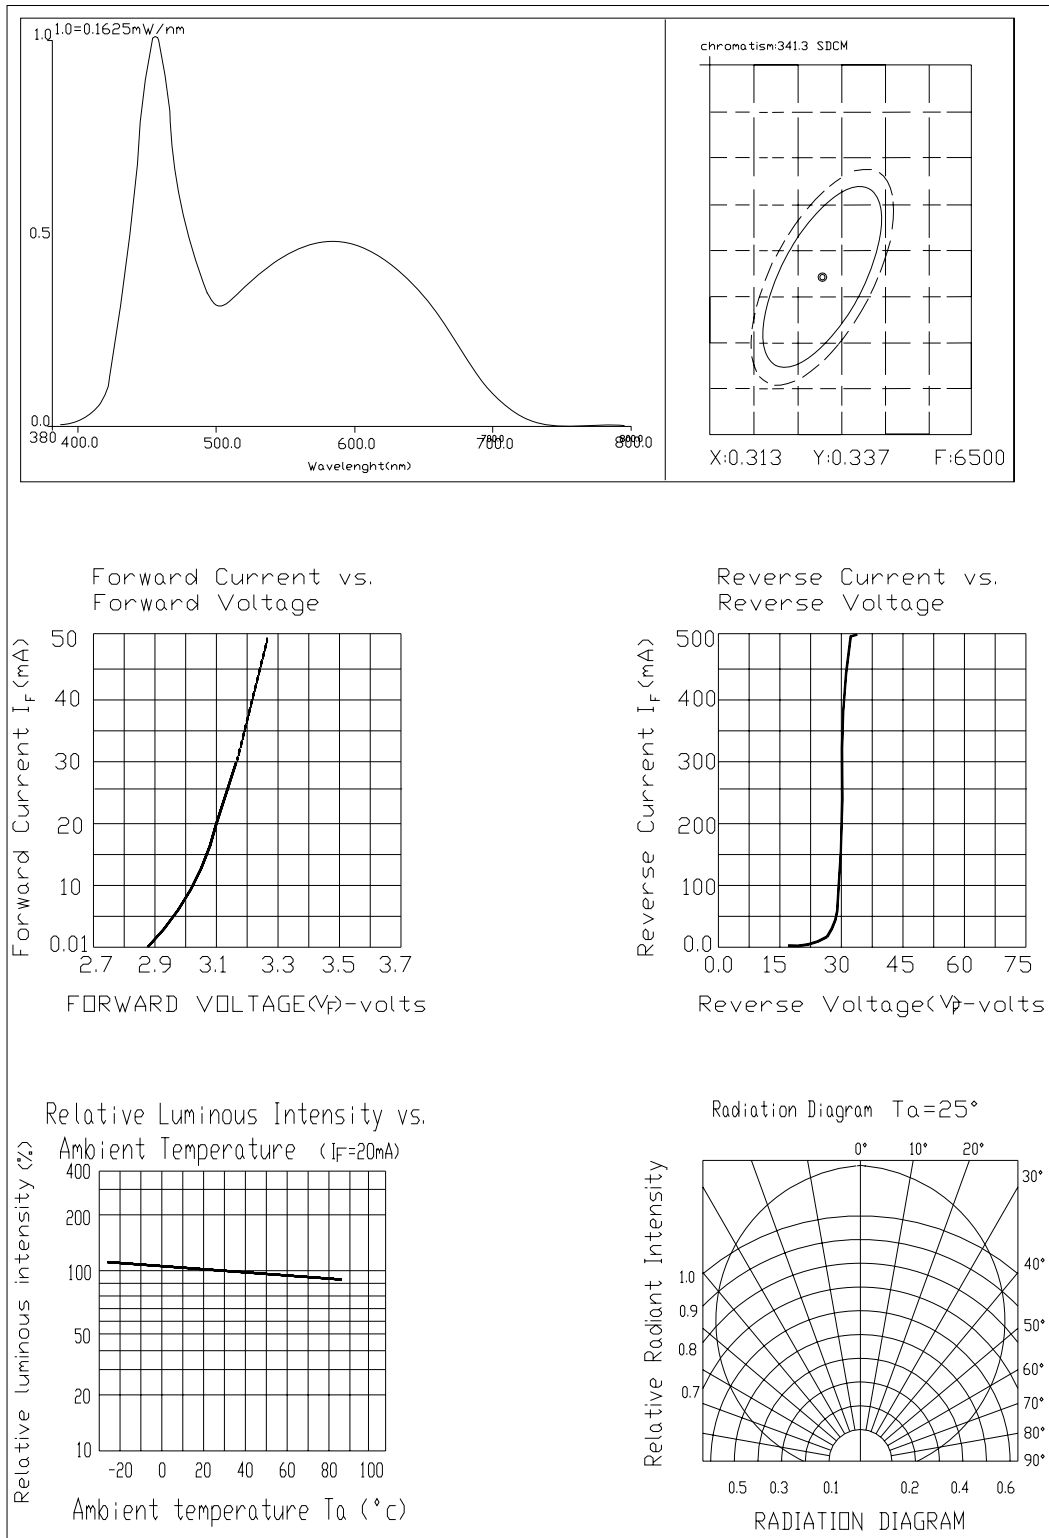 1.0=0.1625mW/nm
1.0
0.5
0.0
380 400.0 500.0 600.0 700.0 800.0
Wavelenght(nm)
chromatism:341.3 SDCM
X:0.313 Y:0.337 F:6500
Forward Current vs.
Forward Voltage
Forward Current IF(mA)
50
40
30
20
10
0.01
2.7 2.9 3.1 3.3 3.5 3.7
FORWARD VOLTAGE(VF)-volts
Reverse Current vs.
Reverse Voltage
Reverse Current IF(mA)
500
400
300
200
100
0.0
0.0 15 30 45 60 75
Reverse Voltage(VF)-volts
Relative Luminous Intensity vs.
Ambient Temperature (IF=20mA)
Relative luminous intensity(%)
400
200
100
50
20
10
-20 0 20 40 60 80 100
Ambient temperature Ta (°c)
Radiation Diagram Ta=25°
Relative Radiant Intensity
0° 10° 20°
30°
40°
50°
60°
70°
80°
90°
1.0
0.9
0.8
0.7
0.5 0.3 0.1 0.2 0.4 0.6
RADIATION DIAGRAM